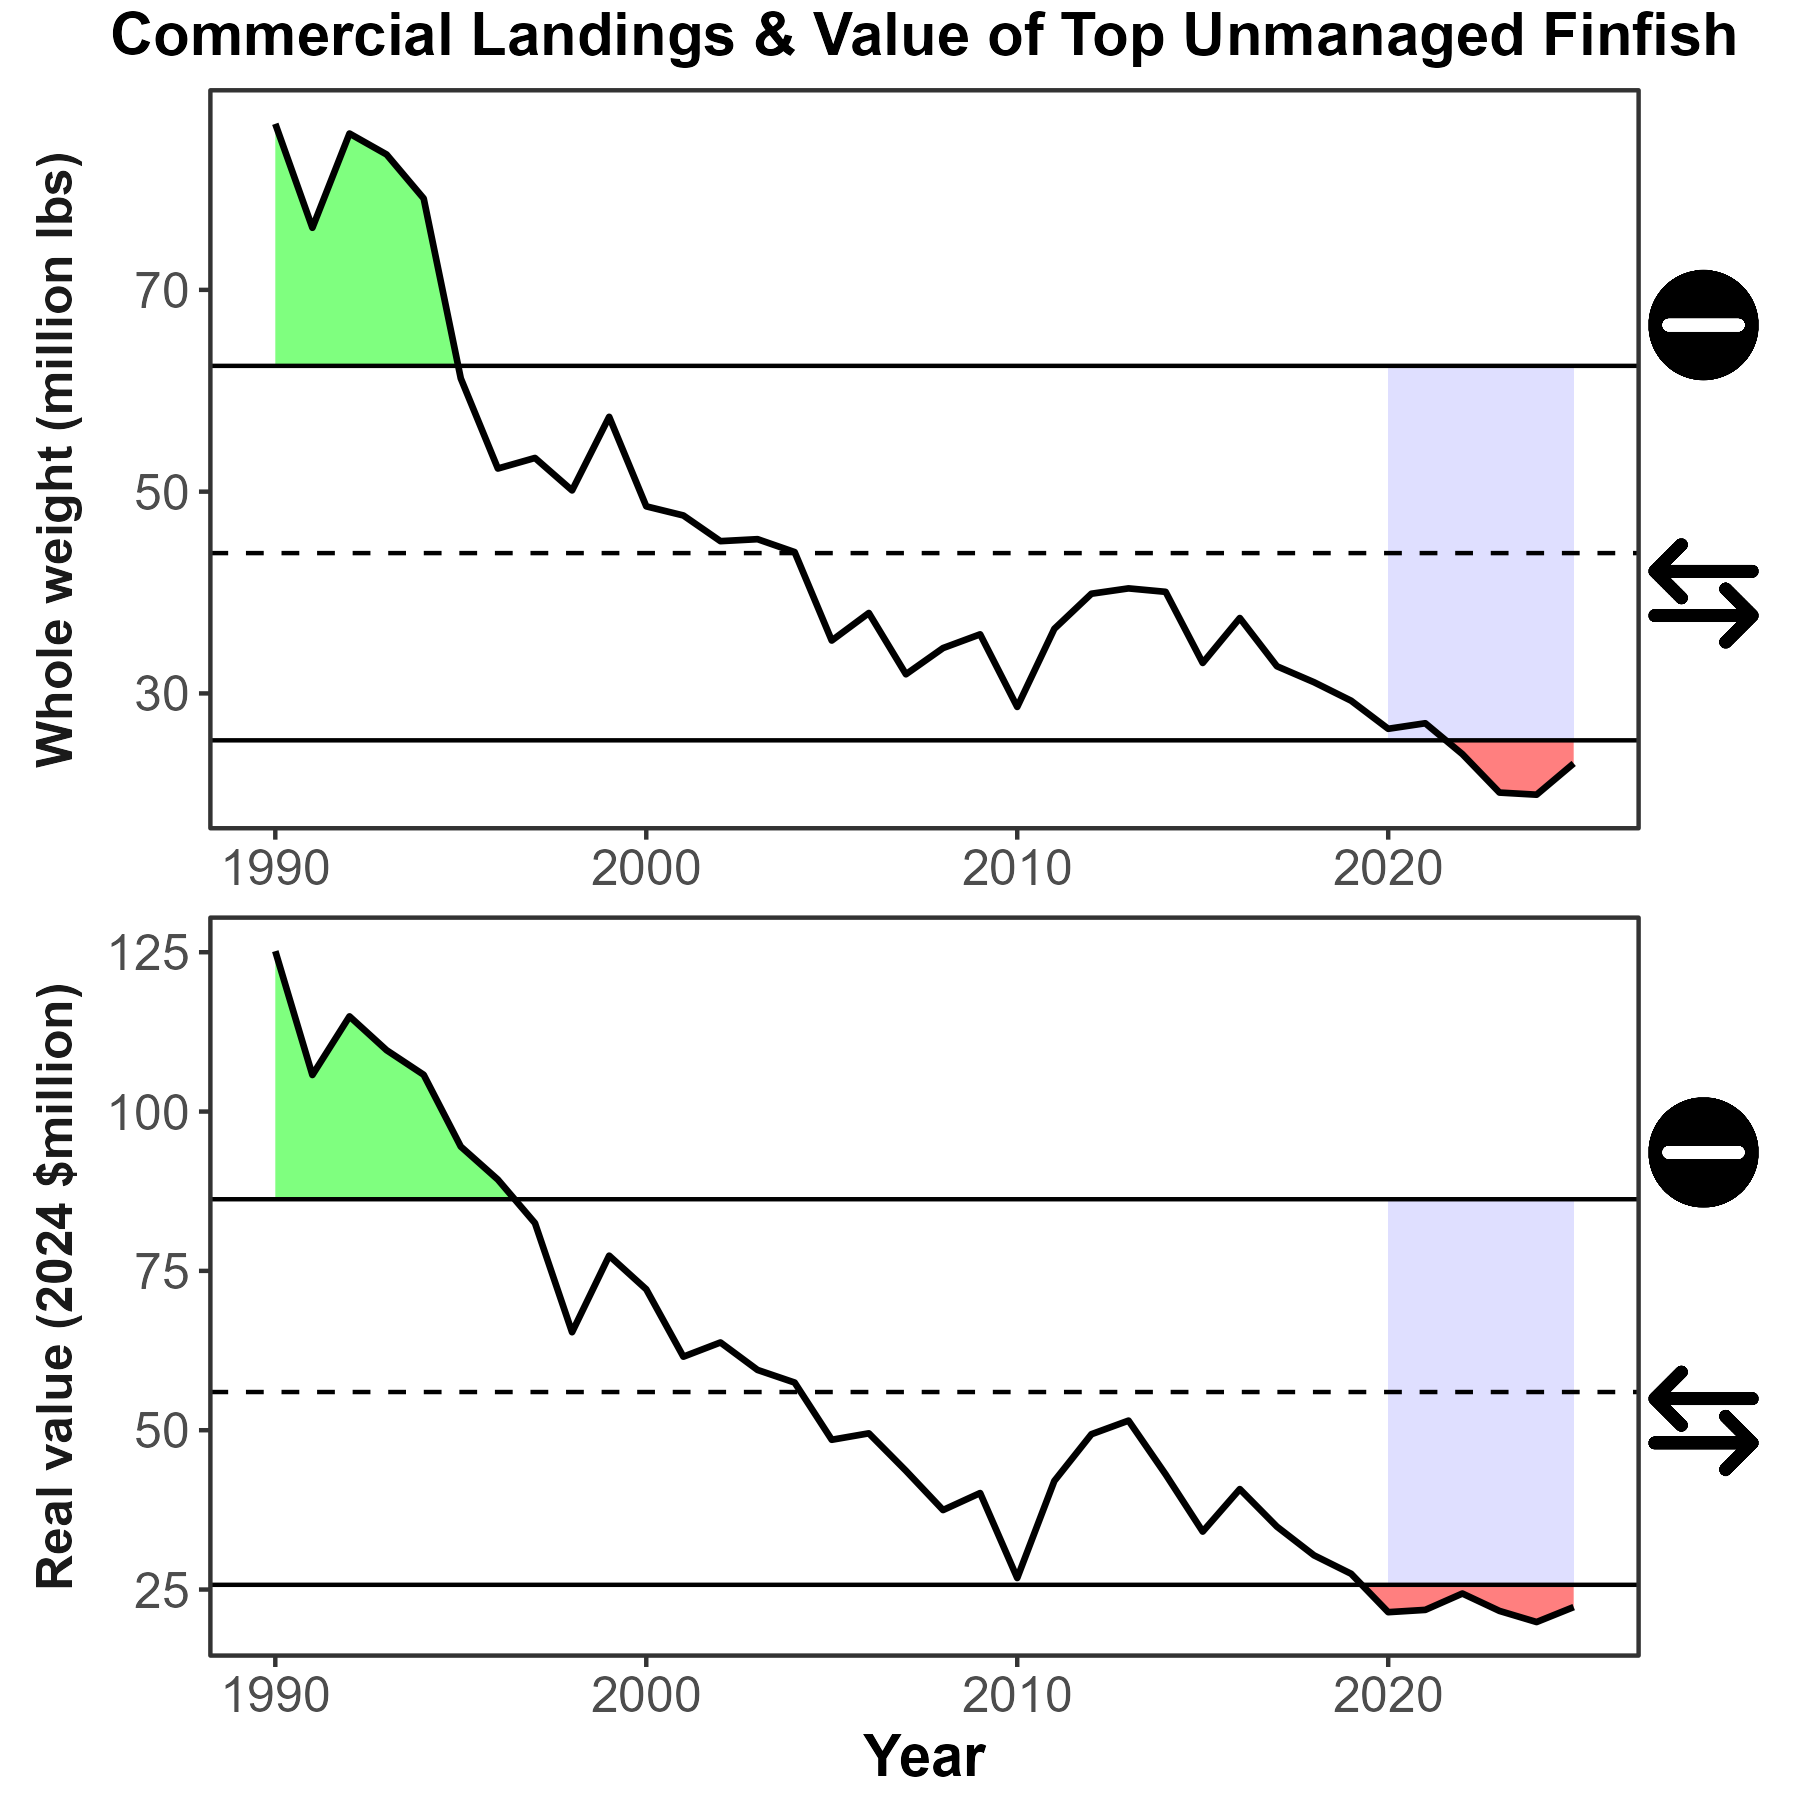 Commercial Landings & Value of Top Unmanaged Finfish
Whole weight (million lbs)
70
50
30
1990 2000 2010 2020
Real value (2024 $million)
125
100
75
50
25
1990 2000 2010 2020
Year